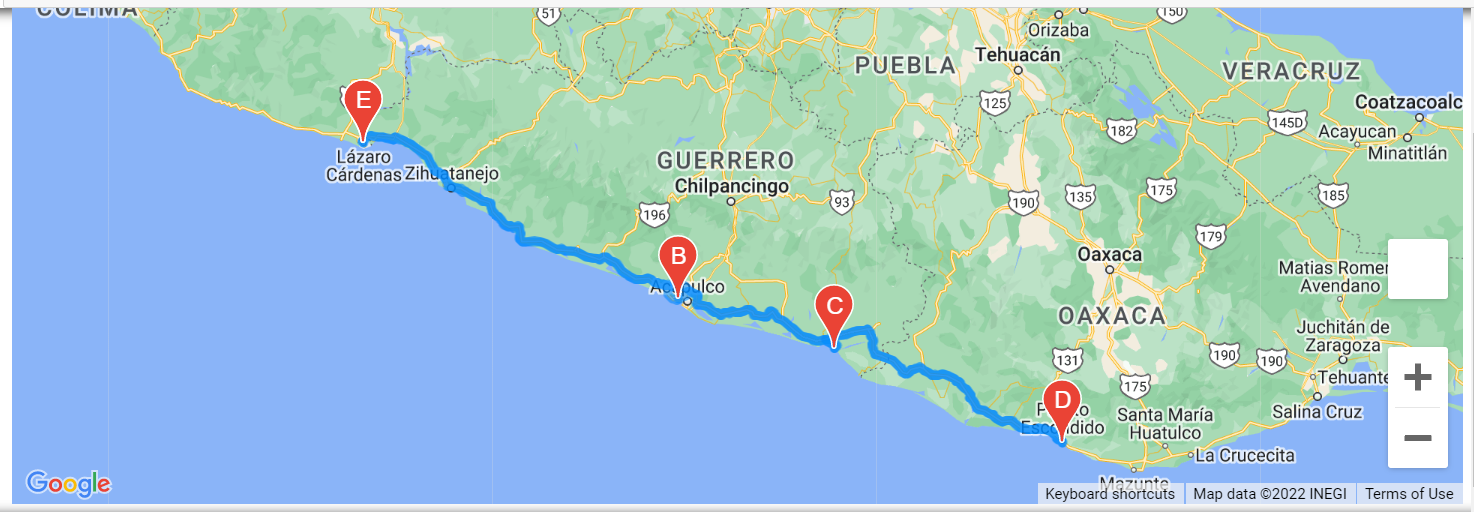 COLIMA
51
150
Orizaba
Tehuacán
PUEBLA
VERACRUZ
125
Coatzacoalc
145D
182
Acayucan
Minatitlán
E
Lázaro
Cárdenas
Zihuatanejo
GUERRERO
Chilpancingo
93
190
135
175
185
196
179
B
Acapulco
Oaxaca
Matias Romer
Avendano
C
OAXACA
Juchitán de
Zaragoza
131
190
190
175
Tehuante
D
Escondido
Santa María
Huatulco
Salina Cruz
La Crucecita
Mazunte
+
−
Google
Keyboard shortcuts
Map data ©2022 INEGI
Terms of Use